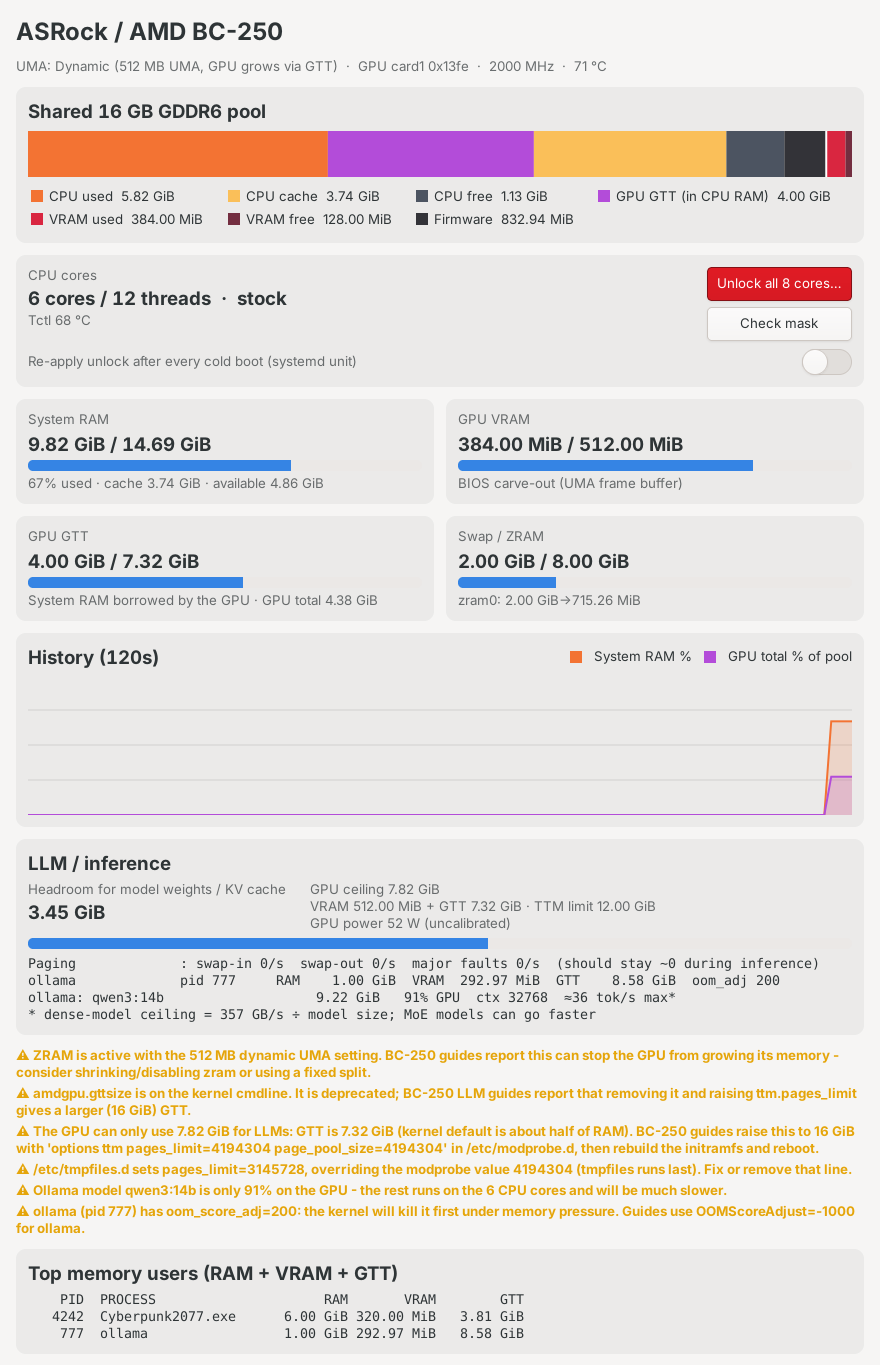 ASRock / AMD BC-250
UMA: Dynamic (512 MB UMA, GPU grows via GTT)  ·  GPU card1 0x13fe  ·  2000 MHz  ·  71 °C
Shared 16 GB GDDR6 pool
CPU used  5.82 GiB  CPU cache  3.74 GiB  CPU free  1.13 GiB  GPU GTT (in CPU RAM)  4.00 GiB
VRAM used  384.00 MiB  VRAM free  128.00 MiB  Firmware  832.94 MiB
CPU cores
6 cores / 12 threads  ·  stock
Tctl 68 °C
Unlock all 8 cores...
Check mask
Re-apply unlock after every cold boot (systemd unit)
System RAM
9.82 GiB / 14.69 GiB
67% used · cache 3.74 GiB · available 4.86 GiB
GPU VRAM
384.00 MiB / 512.00 MiB
BIOS carve-out (UMA frame buffer)
GPU GTT
4.00 GiB / 7.32 GiB
System RAM borrowed by the GPU · GPU total 4.38 GiB
Swap / ZRAM
2.00 GiB / 8.00 GiB
zram0: 2.00 GiB→715.26 MiB
History (120s)
System RAM %  GPU total % of pool
LLM / inference
Headroom for model weights / KV cache
3.45 GiB
GPU ceiling 7.82 GiB
VRAM 512.00 MiB + GTT 7.32 GiB · TTM limit 12.00 GiB
GPU power 52 W (uncalibrated)
Paging             : swap-in 0/s  swap-out 0/s  major faults 0/s  (should stay ~0 during inference)
ollama             pid 777     RAM    1.00 GiB  VRAM  292.97 MiB  GTT    8.58 GiB  oom_adj 200
ollama: qwen3:14b                   9.22 GiB   91% GPU  ctx 32768  ≈36 tok/s max*
* dense-model ceiling = 357 GB/s ÷ model size; MoE models can go faster
⚠ ZRAM is active with the 512 MB dynamic UMA setting. BC-250 guides report this can stop the GPU from growing its memory -
consider shrinking/disabling zram or using a fixed split.
⚠ amdgpu.gttsize is on the kernel cmdline. It is deprecated; BC-250 LLM guides report that removing it and raising ttm.pages_limit
gives a larger (16 GiB) GTT.
⚠ The GPU can only use 7.82 GiB for LLMs: GTT is 7.32 GiB (kernel default is about half of RAM). BC-250 guides raise this to 16 GiB
with 'options ttm pages_limit=4194304 page_pool_size=4194304' in /etc/modprobe.d, then rebuild the initramfs and reboot.
⚠ /etc/tmpfiles.d sets pages_limit=3145728, overriding the modprobe value 4194304 (tmpfiles runs last). Fix or remove that line.
⚠ Ollama model qwen3:14b is only 91% on the GPU - the rest runs on the 6 CPU cores and will be much slower.
⚠ ollama (pid 777) has oom_score_adj=200: the kernel will kill it first under memory pressure. Guides use OOMScoreAdjust=-1000
for ollama.
Top memory users (RAM + VRAM + GTT)
PID  PROCESS                     RAM       VRAM        GTT
4242  Cyberpunk2077.exe      6.00 GiB 320.00 MiB   3.81 GiB
777  ollama                 1.00 GiB 292.97 MiB   8.58 GiB